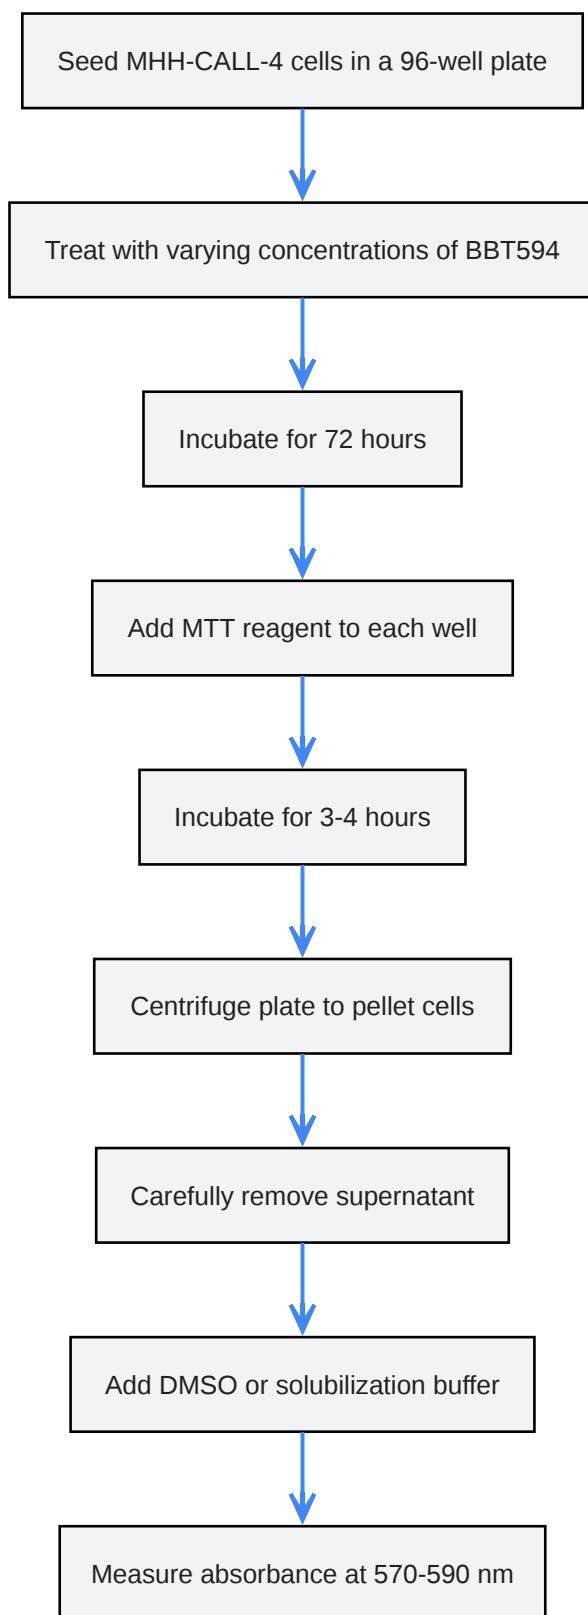 Seed MHH-CALL-4 cells in a 96-well plate
Treat with varying concentrations of BBT594
Incubate for 72 hours
Add MTT reagent to each well
Incubate for 3-4 hours
Centrifuge plate to pellet cells
Carefully remove supernatant
Add DMSO or solubilization buffer
Measure absorbance at 570-590 nm